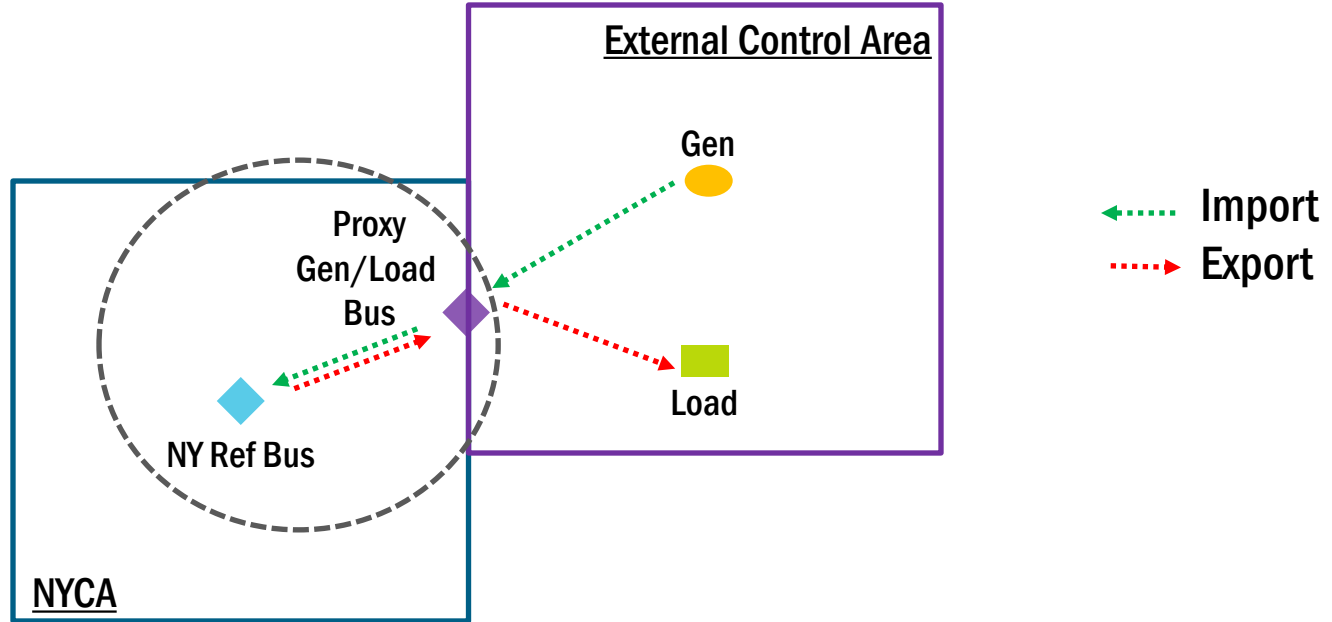 External Control Area
Gen
Import
Export
Proxy
Gen/Load
Bus
Load
NY Ref Bus
NYCA